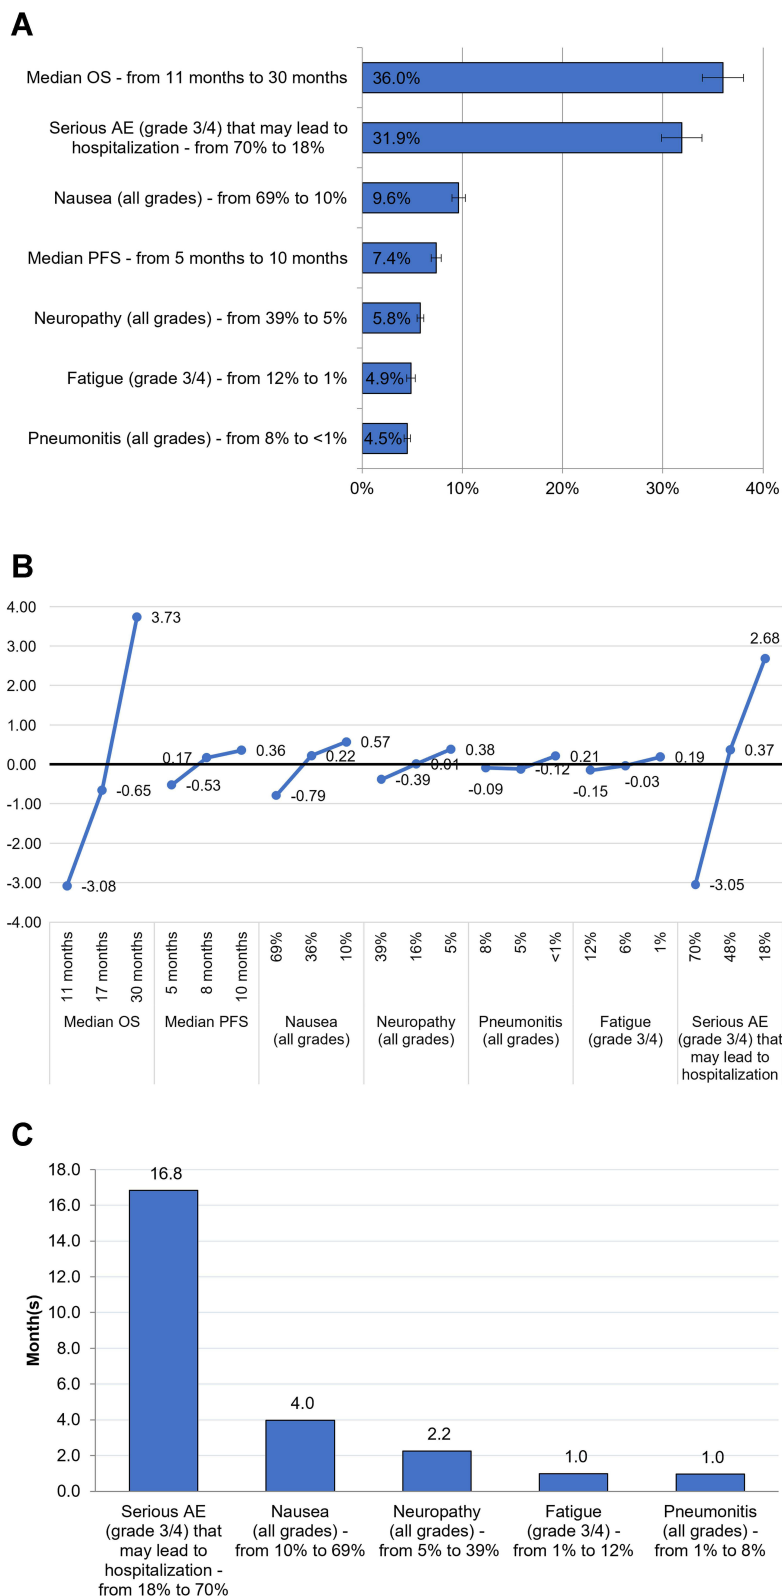 A
Median OS - from 11 months to 30 months
36.0%
Serious AE (grade 3/4) that may lead to
hospitalization - from 70% to 18%
31.9%
Nausea (all grades) - from 69% to 10%
9.6%
Median PFS - from 5 months to 10 months
7.4%
Neuropathy (all grades) - from 39% to 5%
5.8%
Fatigue (grade 3/4) - from 12% to 1%
4.9%
Pneumonitis (all grades) - from 8% to <1%
4.5%
0% 10% 20% 30% 40%
B
4.00
3.00
2.00
1.00
0.00
-1.00
-2.00
-3.00
-4.00
-3.08
-0.65
3.73
-0.53
0.17
0.36
-0.79
0.22
0.57
-0.39
0.01
0.38
-0.09
-0.12
0.21
-0.15
-0.03
0.19
-3.05
0.37
2.68
11 months
17 months
30 months
5 months
8 months
10 months
69%
36%
10%
39%
16%
5%
8%
5%
<1%
12%
6%
1%
70%
48%
18%
Median OS
Median PFS
Nausea
(all grades)
Neuropathy
(all grades)
Pneumonitis
(all grades)
Fatigue
(grade 3/4)
Serious AE
(grade 3/4) that
may lead to
hospitalization
C
Month(s)
18.0
16.0
14.0
12.0
10.0
8.0
6.0
4.0
2.0
0.0
16.8
4.0
2.2
1.0
1.0
Serious AE
(grade 3/4) that
may lead to
hospitalization -
from 18% to 70%
Nausea
(all grades) -
from 10% to 69%
Neuropathy
(all grades) -
from 5% to 39%
Fatigue
(grade 3/4) -
from 1% to 12%
Pneumonitis
(all grades) -
from 1% to 8%